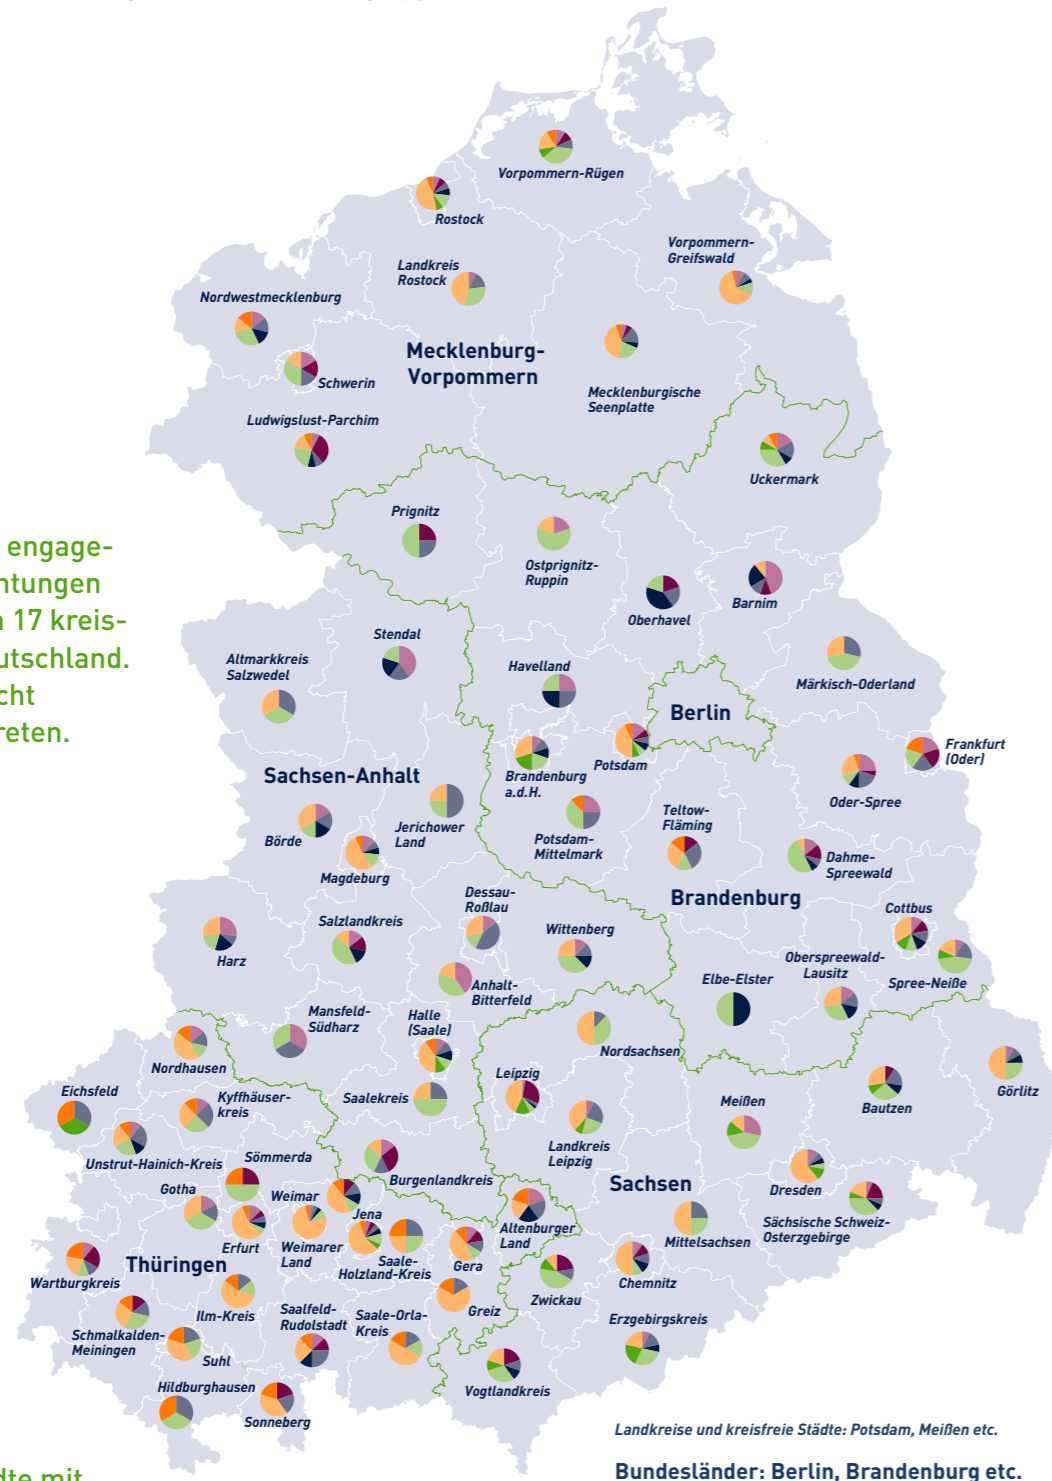 Vorpommern-Rügen
Rostock
Vorpommern-
Greifswald
Landkreis
Rostock
Nordwestmecklenburg
Mecklenburg-
Vorpommern
Schwerin
Mecklenburgische
Seenplatte
Ludwigslust-Parchim
Uckermark
Prignitz
Ostprignitz-
Ruppin
engage-
ntungen
17 kreis-
utschland.
cht
reten.
Barnim
Oberhavel
Stendal
Altmarkkreis
Salzwedel
Havelland
Märkisch-Oderland
Berlin
Frankfurt
(Oder)
Sachsen-Anhalt
Brandenburg
a.d.H.
Potsdam
Oder-Spree
Jerichower
Land
Börde
Potsdam-
Mittelmark
Teltow-
Fläming
Dahme-
Spreewald
Magdeburg
Dessau-
Roßlau
Brandenburg
Cottbus
Salzlandkreis
Wittenberg
Harz
Oberspreewald-
Lausitz
Spree-Neiße
Elbe-Elster
Anhalt-
Bitterfeld
Mansfeld-
Südharz
Halle
(Saale)
Nordsachsen
Nordhausen
Leipzig
Görlitz
Eichsfeld
Kyffhäuser-
kreis
Saalekreis
Bautzen
Meißen
Landkreis
Leipzig
Unstrut-Hainich-Kreis
Sömmerda
Burgenlandkreis
Sachsen
Dresden
Gotha
Weimar
Jena
Altenburger
Land
Sächsische Schweiz-
Osterzgebirge
Erfurt
Weimarer
Land
Saale-
Holzland-Kreis
Gera
Mittelsachsen
Thüringen
Wartburgkreis
Chemnitz
Zwickau
Ilm-Kreis
Greiz
Saalfeld-
Rudolstadt
Saale-Orla-
Kreis
Erzgebirgskreis
Schmalkalden-
Meiningen
Suhl
Hildburghausen
Vogtlandkreis
Sonneberg
Landkreise und kreisfreie Städte: Potsdam, Meißen etc.
Bundesländer: Berlin, Brandenburg etc.
dte mit